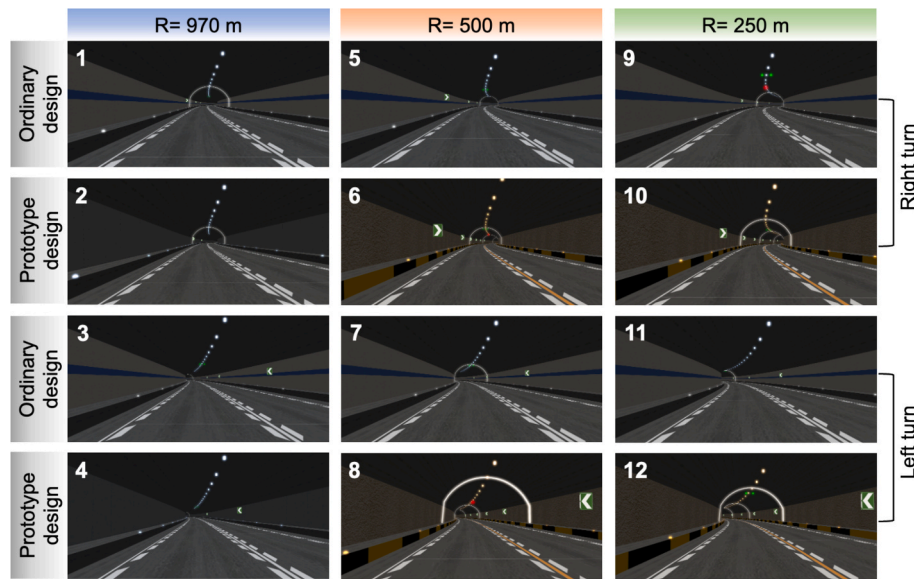 R= 970 m
R= 500 m
R= 250 m
Ordinary
design
1
5
9
Right turn
Prototype
design
2
6
10
Ordinary
design
3
7
11
Left turn
Prototype
design
4
8
12